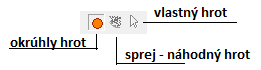 vlastný hrot
okrúhly hrot
sprej - náhodný hrot